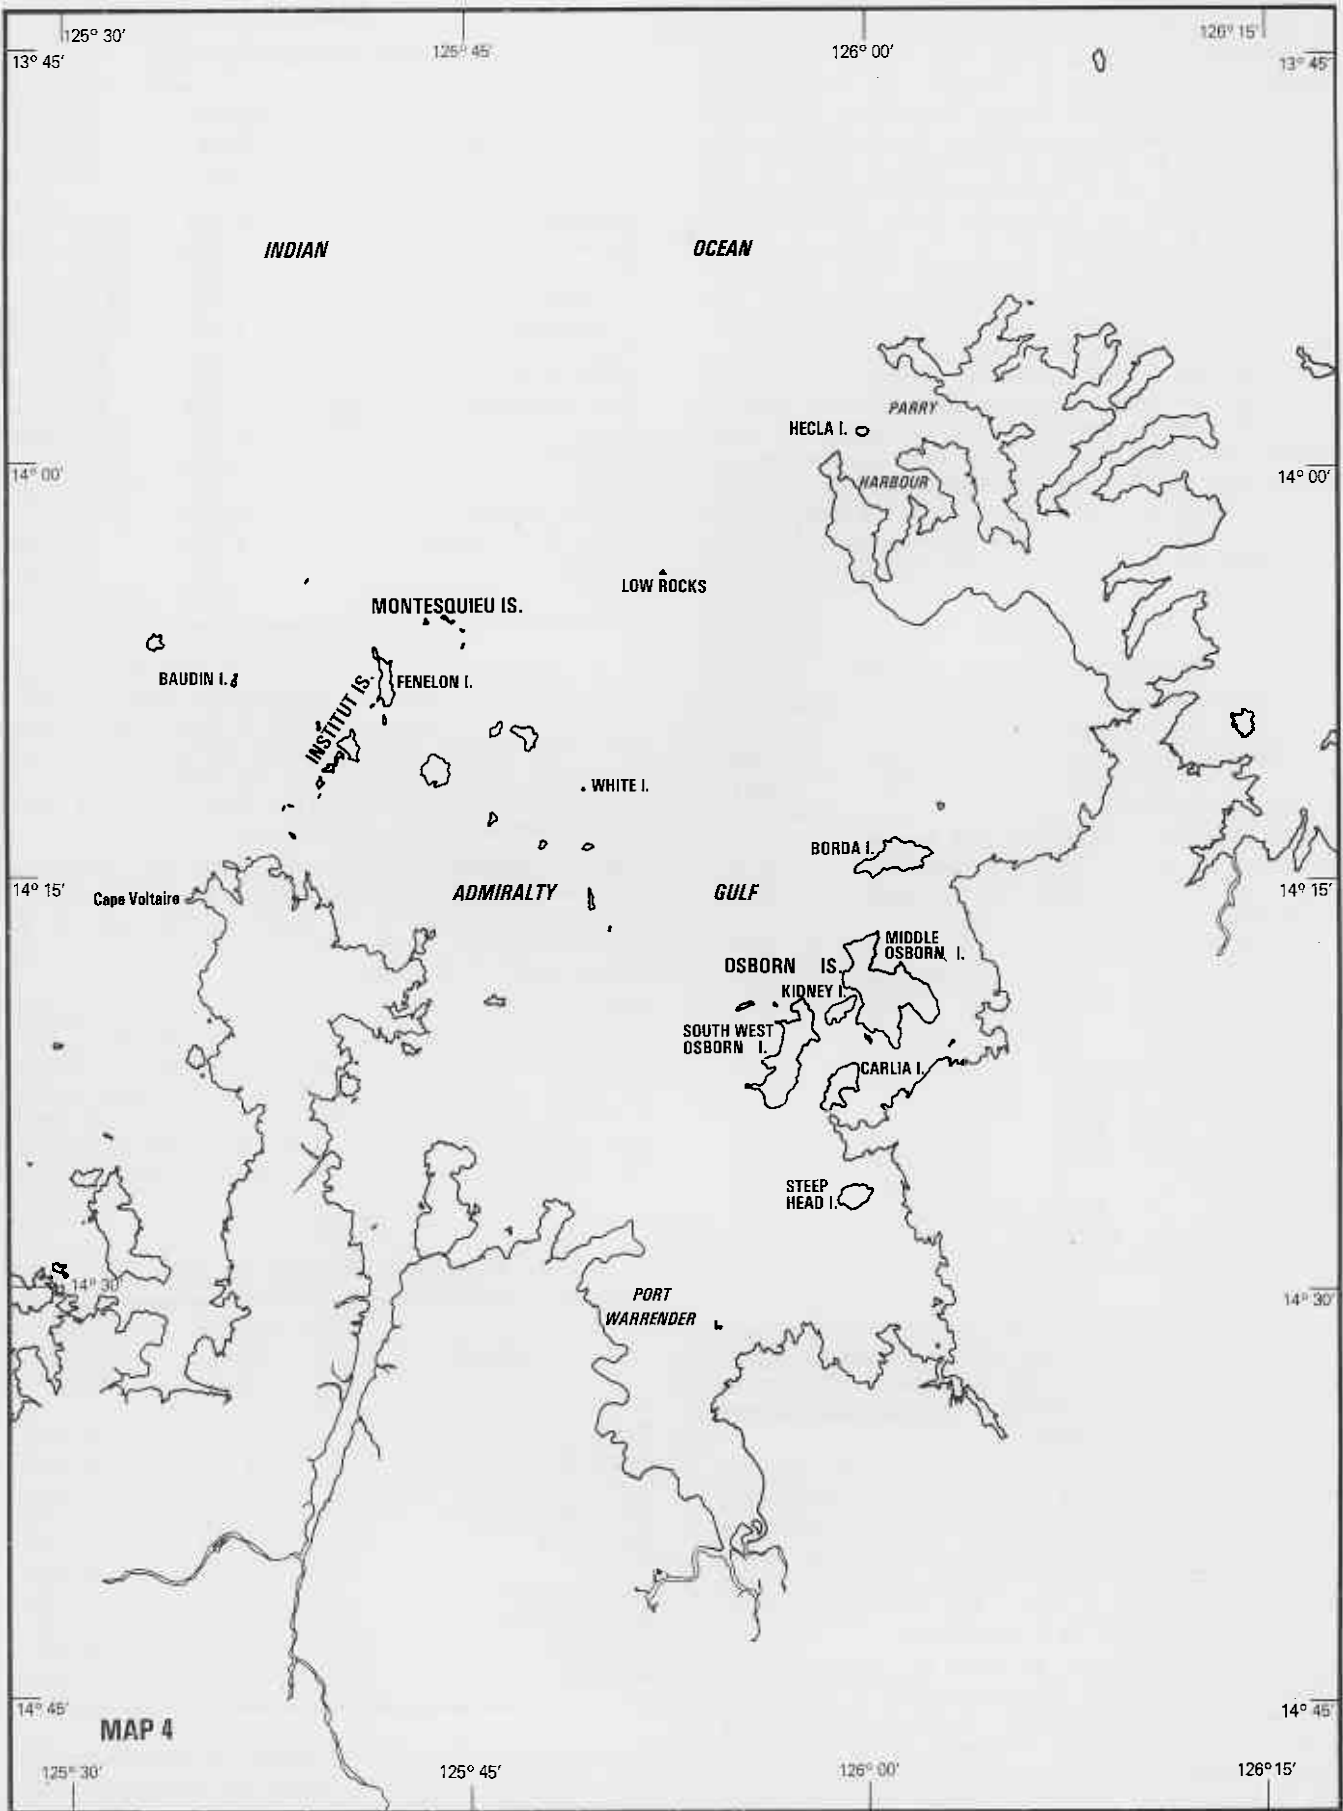 125° 30′
125° 45′
126° 00′
126° 15′
13° 45′
13° 45′
INDIAN OCEAN
PARRY
HECLA I.
14° 00′
HARBOUR
14° 00′
LOW ROCKS
MONTESQUIEU IS.
BAUDIN I.
FENELON I.
INSTITUT IS.
WHITE I.
BORDA I.
14° 15′
Cape Voltaire
ADMIRALTY GULF
14° 15′
MIDDLE
OSBORN I.
OSBORN IS.
KIDNEY I.
SOUTH WEST
OSBORN I.
CARLIA I.
STEEP
HEAD I.
14° 30′
PORT
WARRENDER
14° 30′
14° 45′
14° 45′
MAP 4
125° 30′
125° 45′
126° 00′
126° 15′